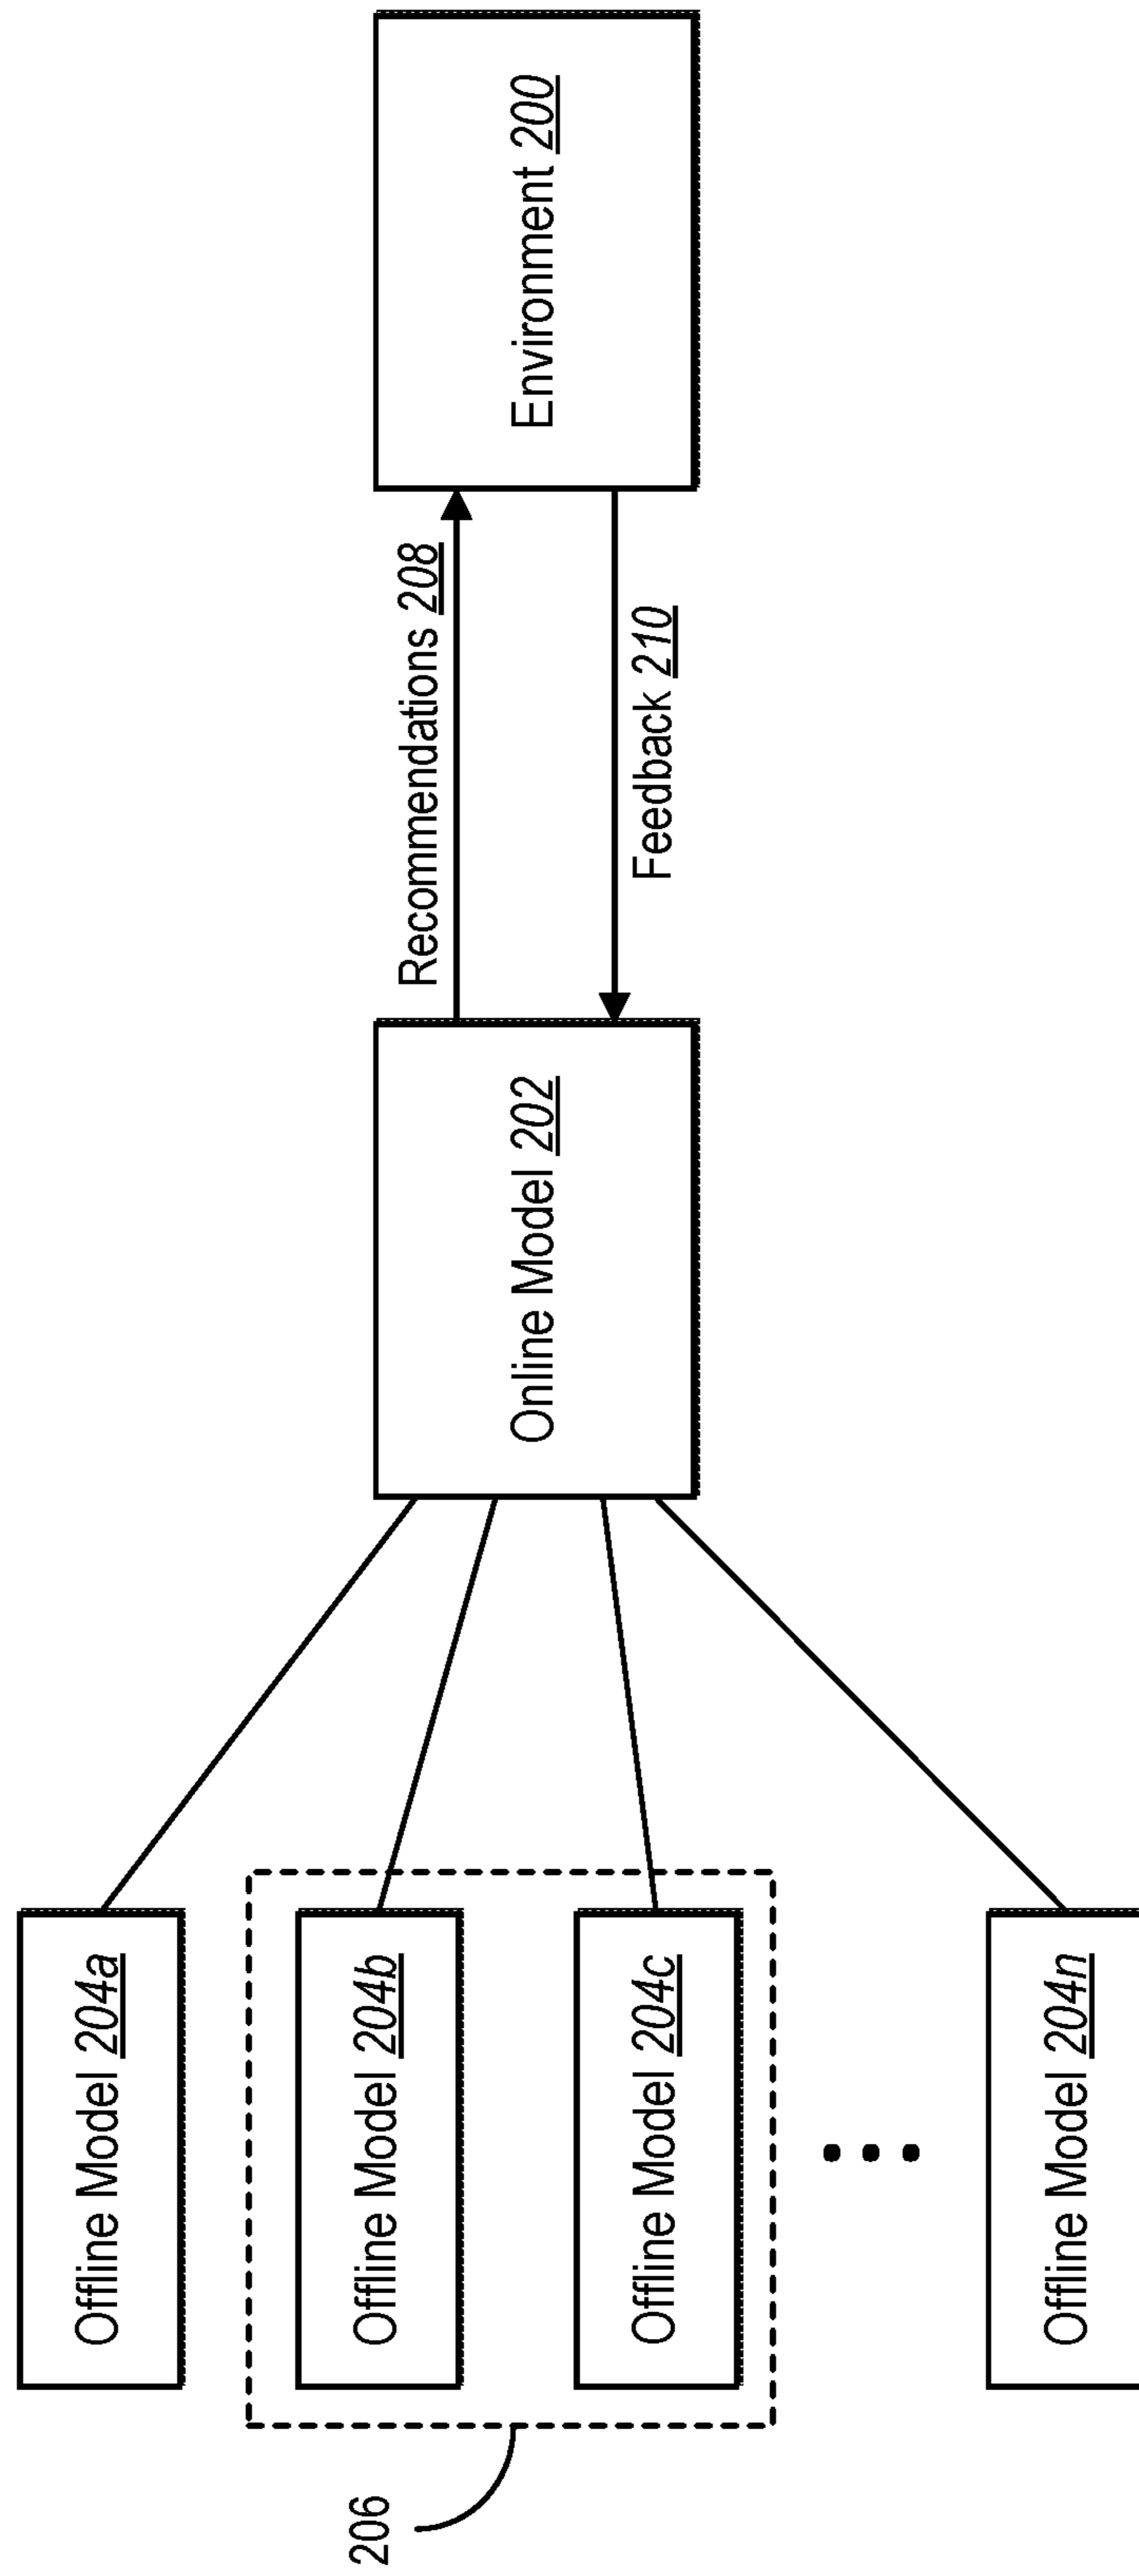 206
Offline Model 204a
Offline Model 204b
Offline Model 204c
Offline Model 204n
Online Model 202
Recommendations 208
Feedback 210
Environment 200